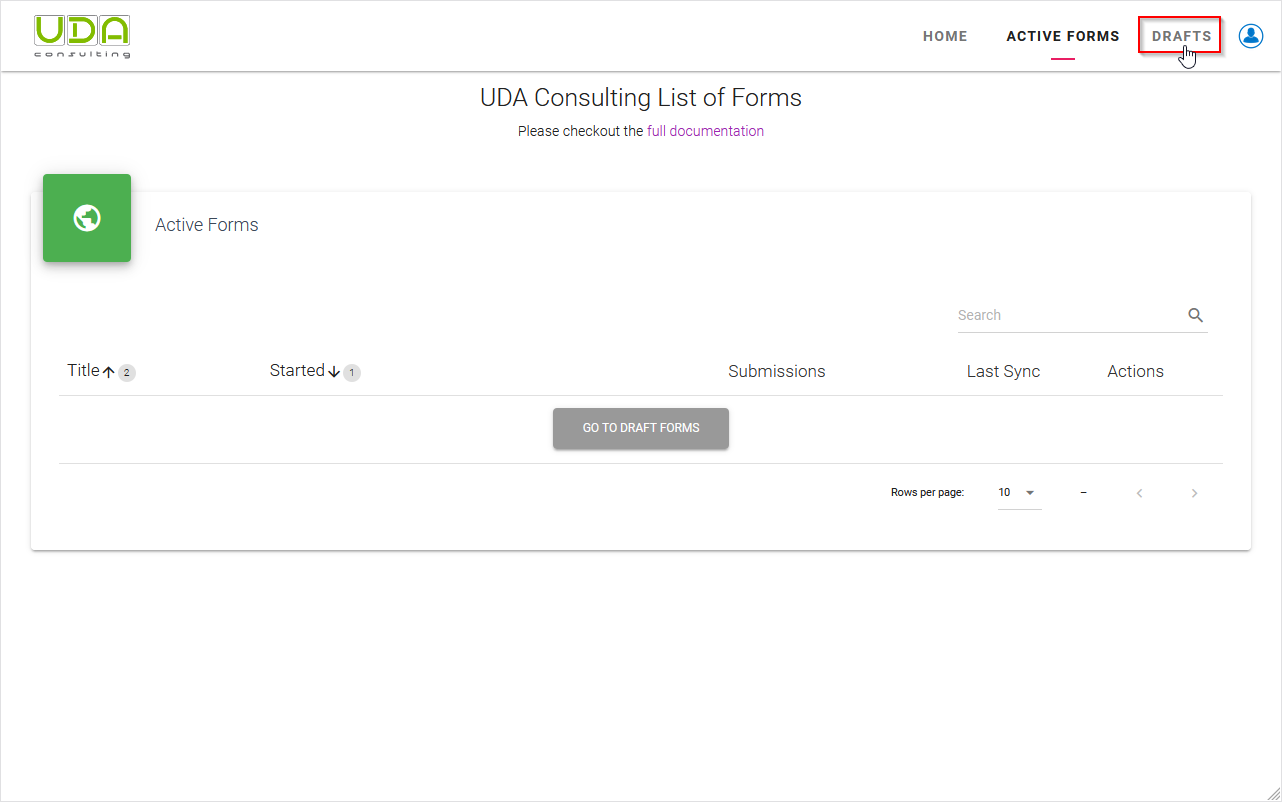 UDA
consulting
HOME
ACTIVE FORMS
DRAFTS
UDA Consulting List of Forms
Please checkout the full documentation
Active Forms
Search
Title 2 Started 1 Submissions Last Sync Actions
GO TO DRAFT FORMS
Rows per page: 10 –